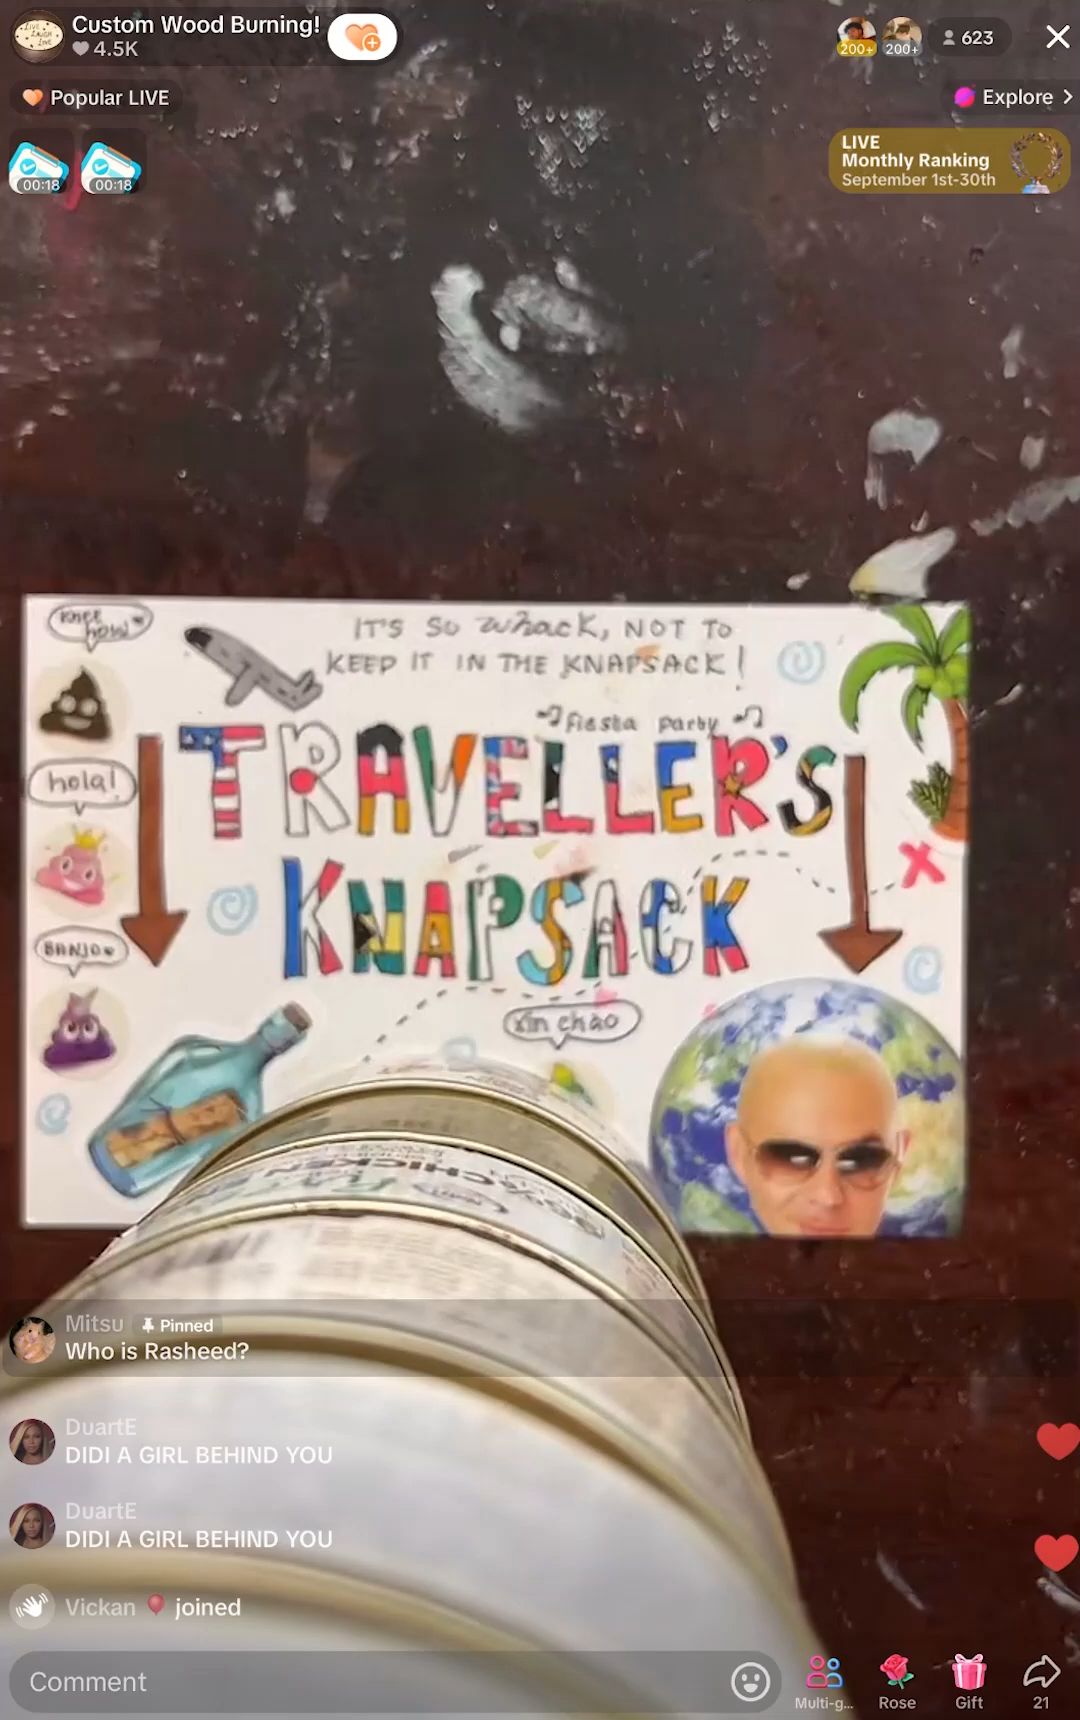 Custom Wood Burning!
4.5K
200+
200+
623
Popular LIVE
Explore
00:18
00:18
LIVE
Monthly Ranking
September 1st-30th
Knee how
IT'S SO whack, NOT TO
KEEP IT IN THE KNAPSACK!
fiesta party
TRAVELLER'S
hola!
KNAPSACK
BANJO
xin chao
CHICKEN
Mitsu Pinned
Who is Rasheed?
DuartE
DIDI A GIRL BEHIND YOU
DuartE
DIDI A GIRL BEHIND YOU
Vickan joined
Comment
Multi-g...
Rose
Gift
21